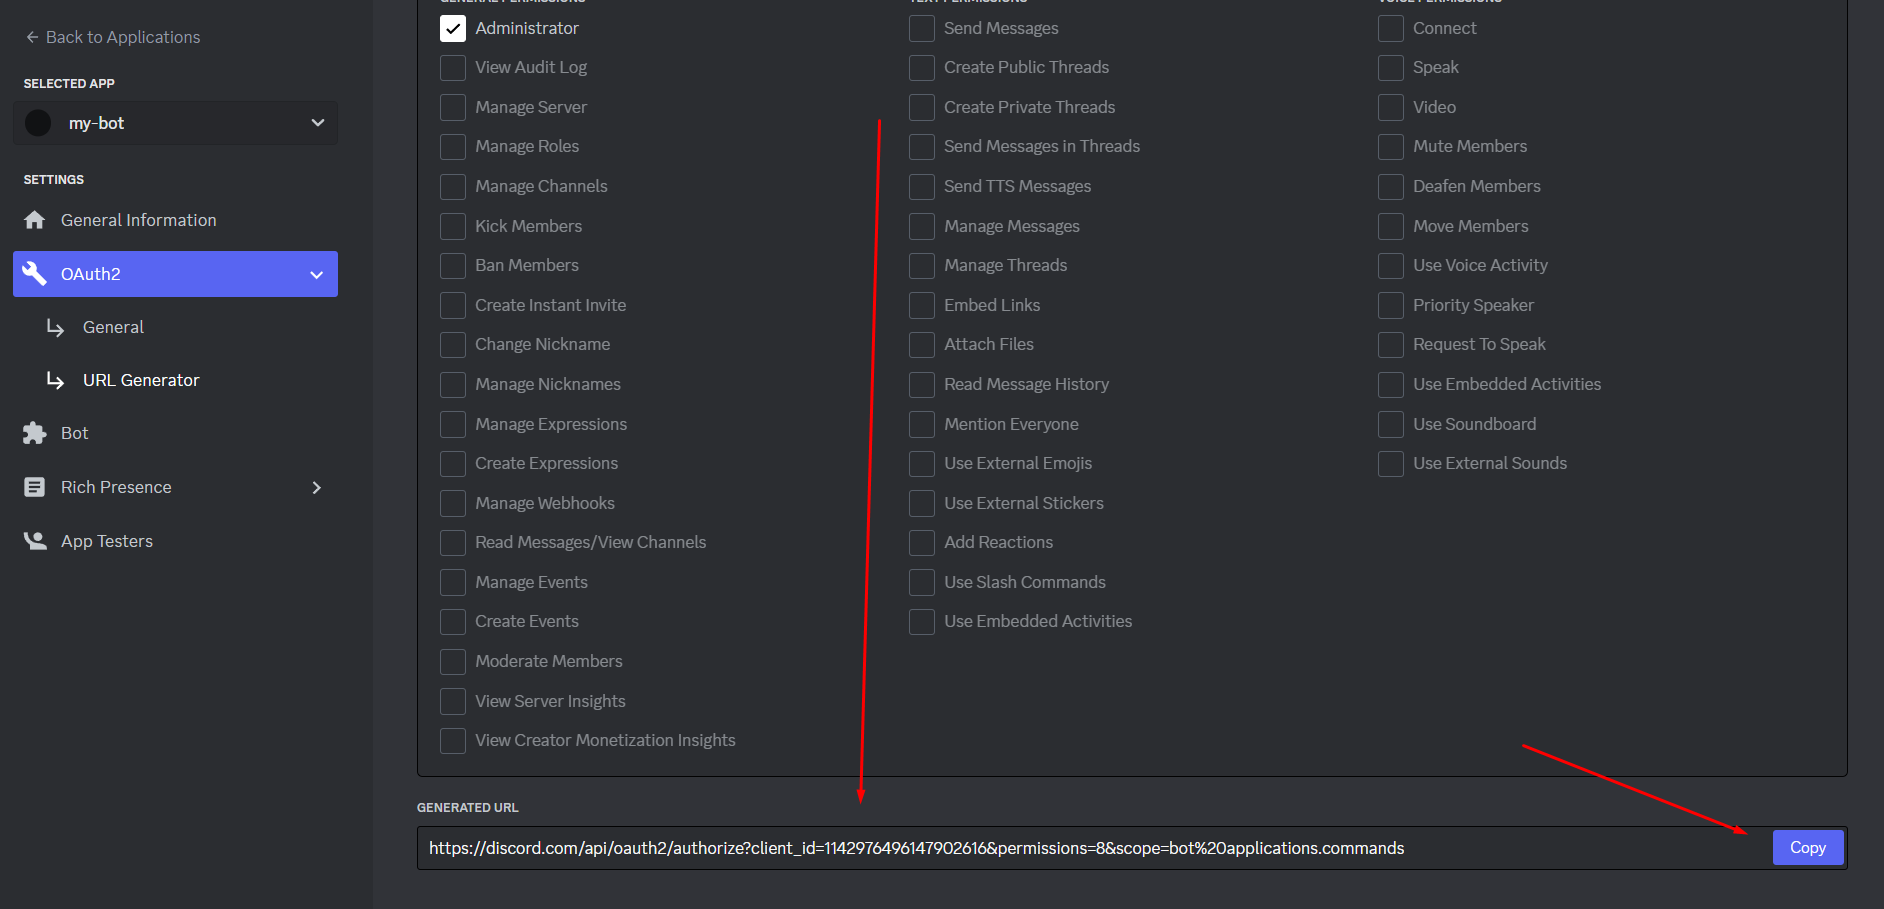 Back to Applications
SELECTED APP
my-bot
SETTINGS
General Information
OAuth2
General
URL Generator
Bot
Rich Presence
App Testers
GENERAL PERMISSIONS
Administrator
View Audit Log
Manage Server
Manage Roles
Manage Channels
Kick Members
Ban Members
Create Instant Invite
Change Nickname
Manage Nicknames
Manage Expressions
Create Expressions
Manage Webhooks
Read Messages/View Channels
Manage Events
Create Events
Moderate Members
View Server Insights
View Creator Monetization Insights
TEXT PERMISSIONS
Send Messages
Create Public Threads
Create Private Threads
Send Messages in Threads
Send TTS Messages
Manage Messages
Manage Threads
Embed Links
Attach Files
Read Message History
Mention Everyone
Use External Emojis
Use External Stickers
Add Reactions
Use Slash Commands
Use Embedded Activities
VOICE PERMISSIONS
Connect
Speak
Video
Mute Members
Deafen Members
Move Members
Use Voice Activity
Priority Speaker
Request To Speak
Use Embedded Activities
Use Soundboard
Use External Sounds
GENERATED URL
https://discord.com/api/oauth2/authorize?client_id=1142976496147902616&permissions=8&scope=bot%20applications.commands
Copy